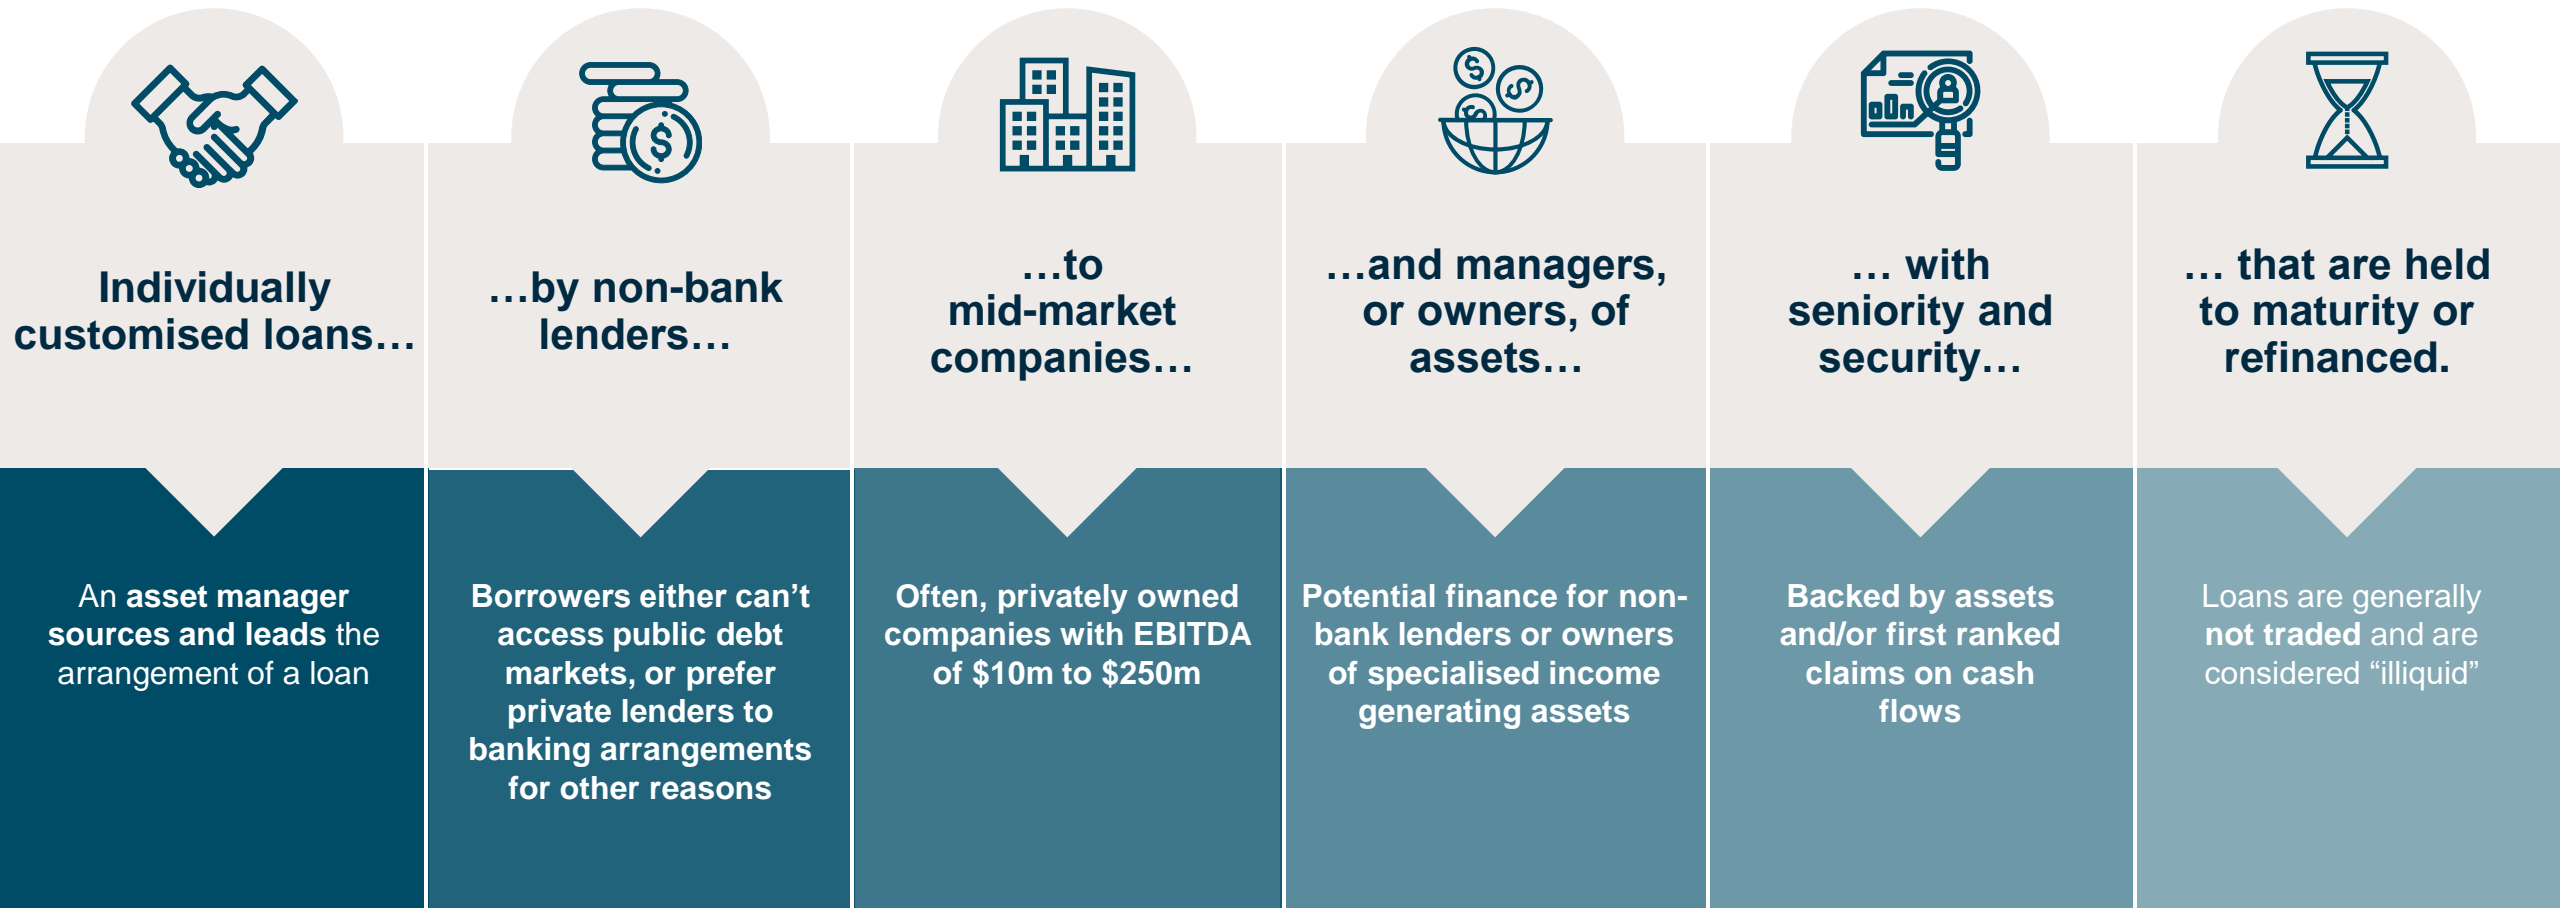 Individually
customised loans…
…by non-bank
lenders…
…to
mid-market
companies…
…and managers,
or owners, of
assets…
… with
seniority and
security…
… that are held
to maturity or
refinanced.
An asset manager
sources and leads the
arrangement of a loan
Borrowers either can’t
access public debt
markets, or prefer
private lenders to
banking arrangements
for other reasons
Often, privately owned
companies with EBITDA
of $10m to $250m
Potential finance for non-
bank lenders or owners
of specialised income
generating assets
Backed by assets
and/or first ranked
claims on cash
flows
Loans are generally
not traded and are
considered “illiquid”